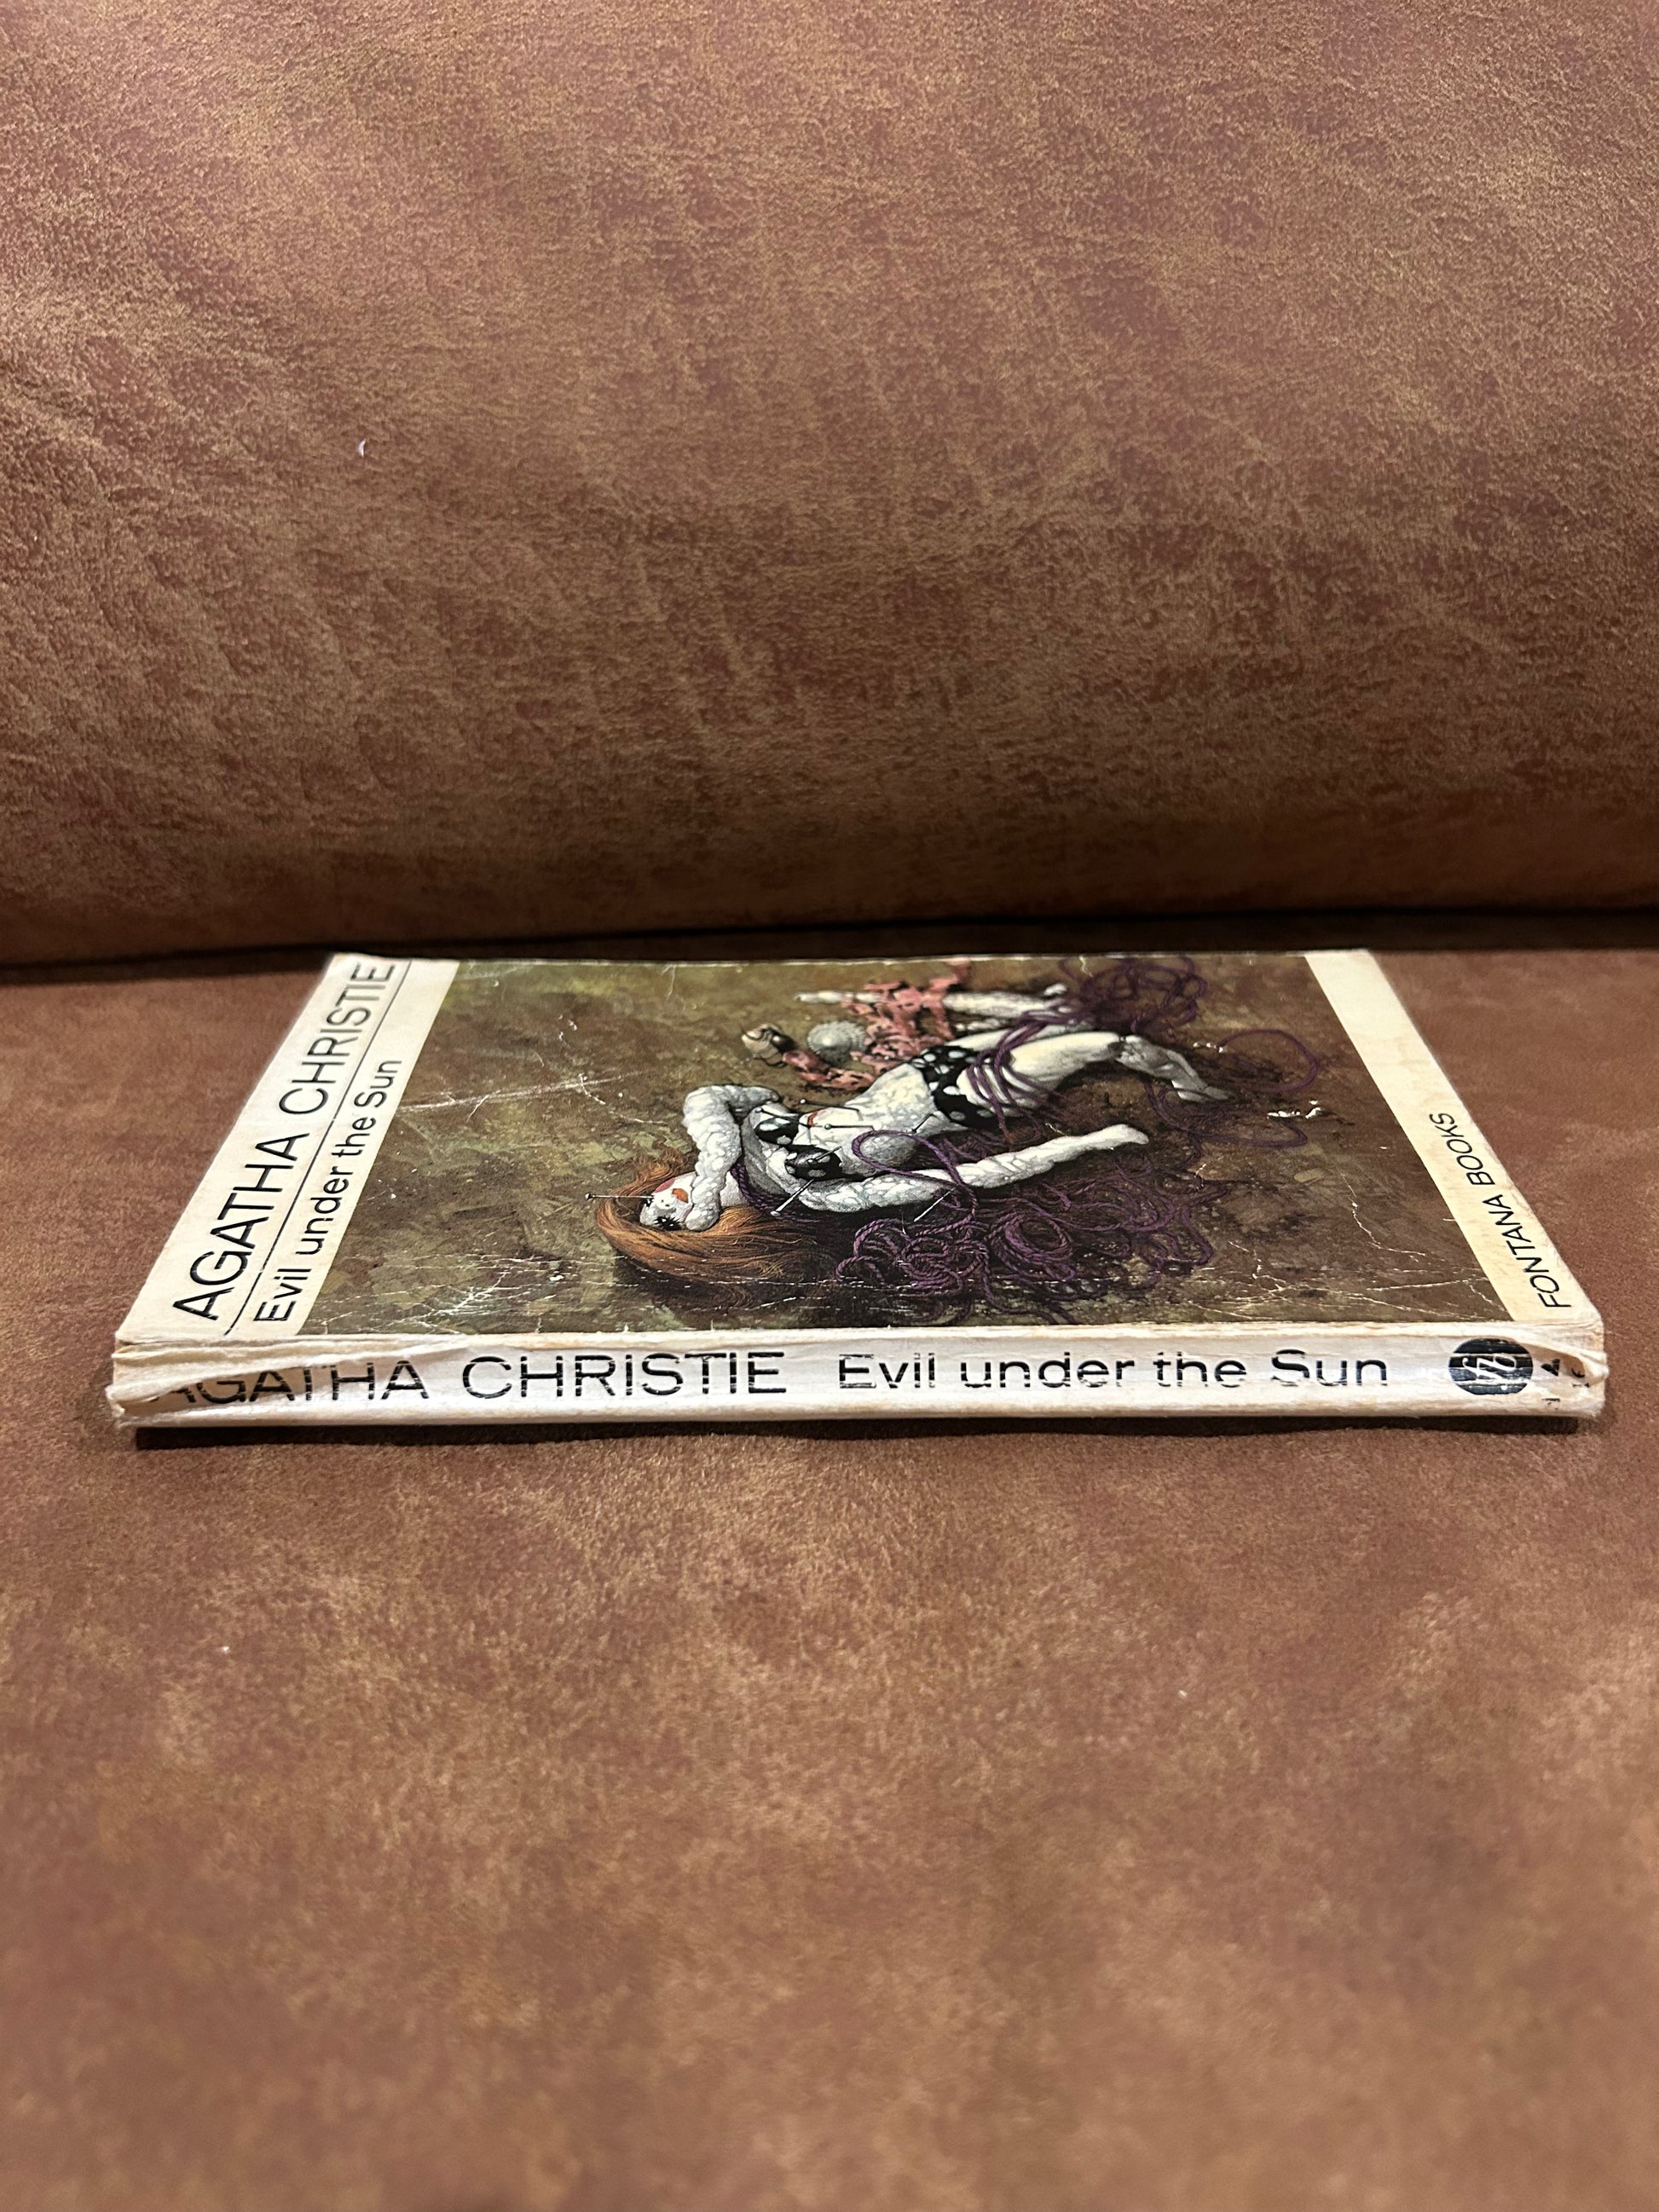 AGATHA CHRISTIE
Evil under the Sun
FONTANA BOOKS
AGATHA CHRISTIE Evil under the Sun